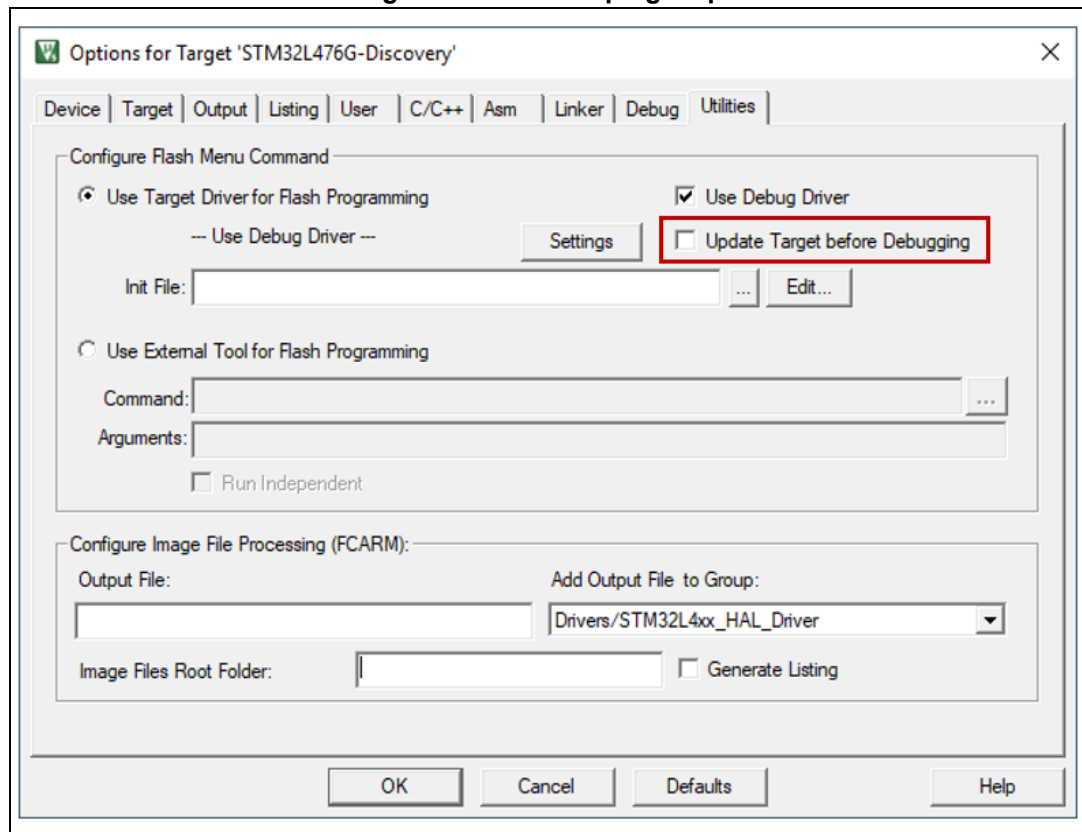 Options for Target 'STM32L476G-Discovery'
Device Target Output Listing User C/C++ Asm Linker Debug Utilities
Configure Flash Menu Command
Use Target Driver for Flash Programming Use Debug Driver
--- Use Debug Driver --- Settings Update Target before Debugging
Init File: ... Edit...
Use External Tool for Flash Programming
Command: ...
Arguments:
Run Independent
Configure Image File Processing (FCARM):
Output File: Add Output File to Group:
Drivers/STM32L4xx_HAL_Driver
Image Files Root Folder: Generate Listing
OK Cancel Defaults Help